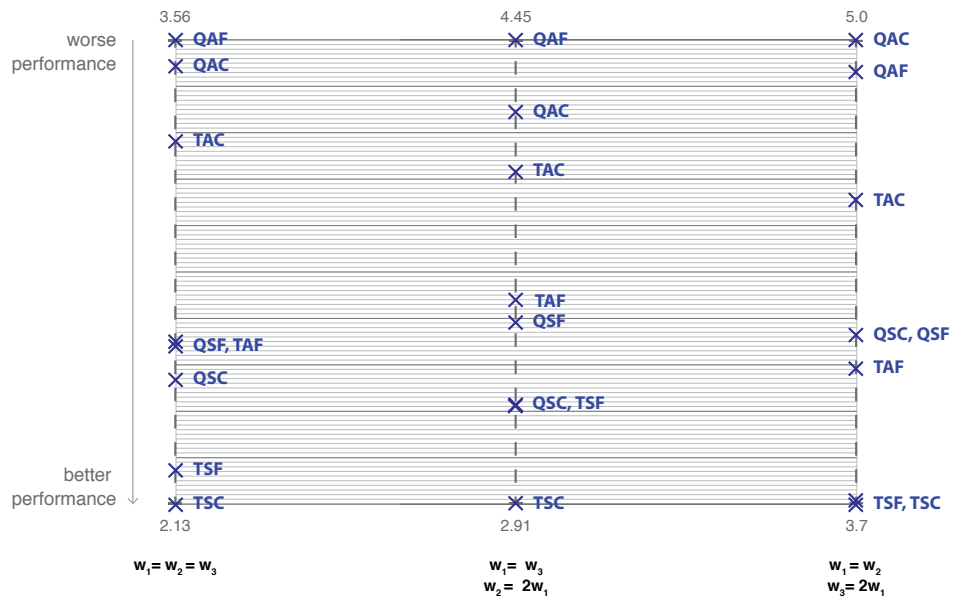 3.56 4.45 5.0
worse QAF QAF QAC
performance QAC QAF
QAC
TAC
TAC
TAC
TAF
QSF
QSC, QSF
QSF, TAF
TAF
QSC
QSC, TSF
better TSF
performance TSC TSC TSF, TSC
2.13 2.91 3.7
w₁= w₂ = w₃ w₁= w₃ w₁= w₂
w₂= 2w₁ w₃= 2w₁